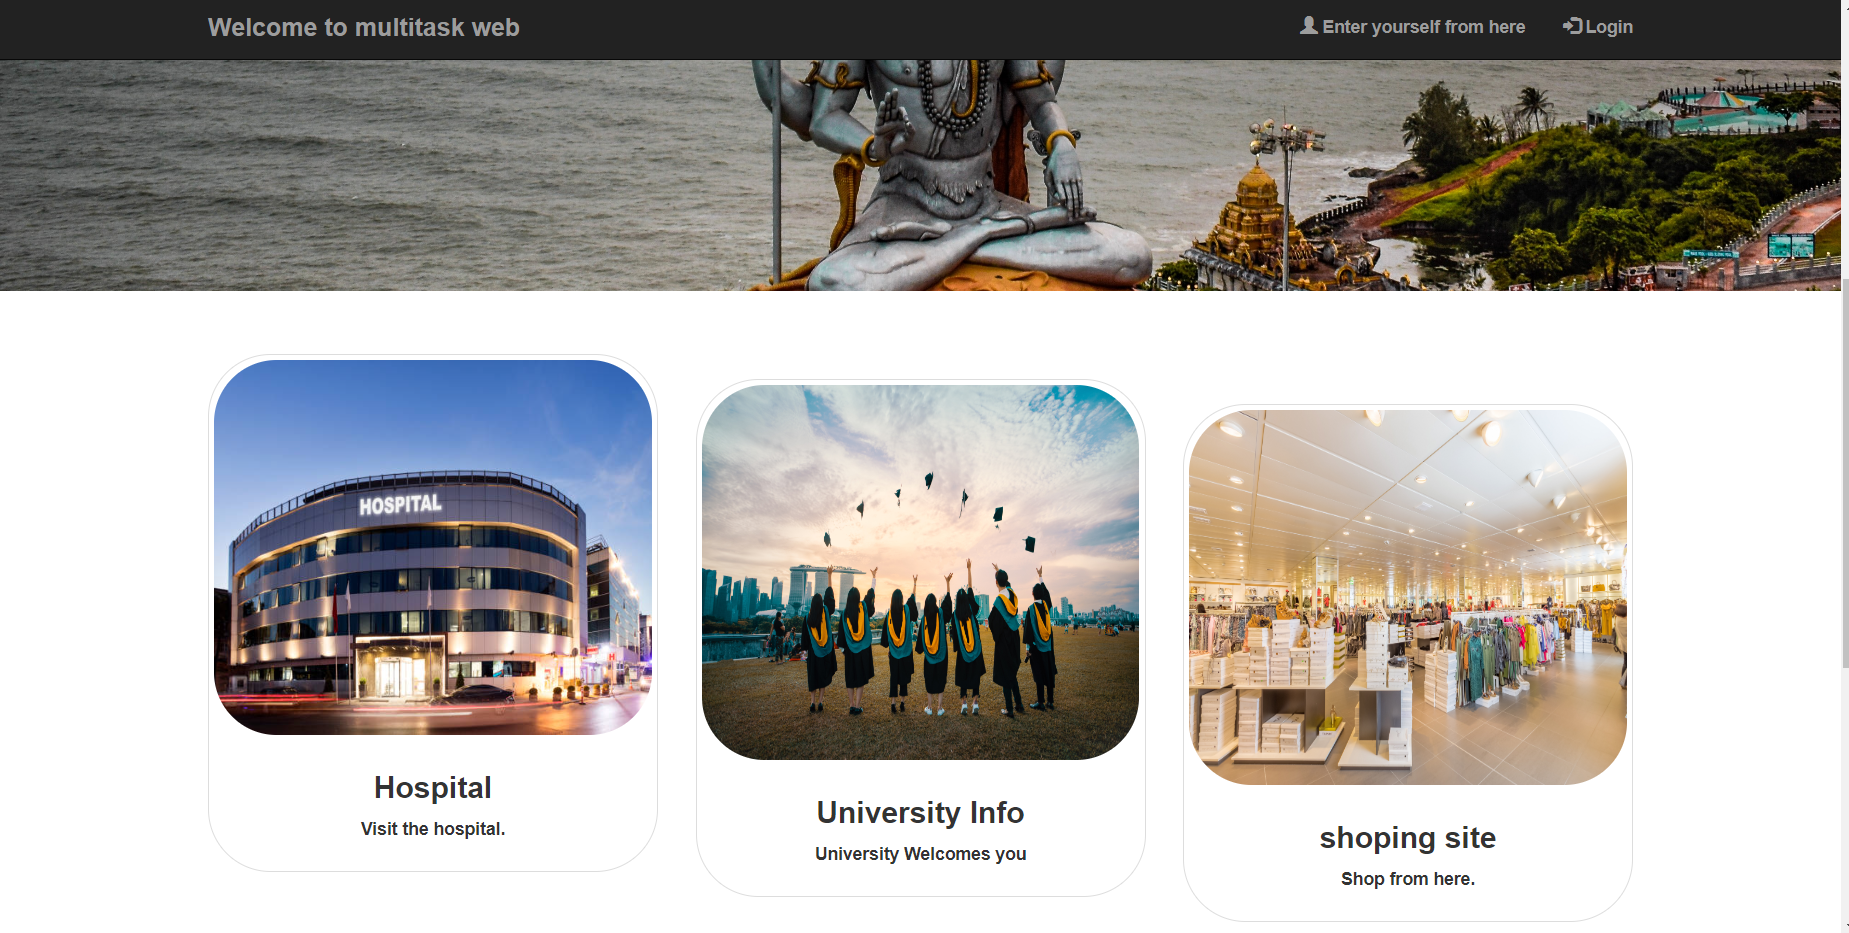 Welcome to multitask web
Enter yourself from here
Login
HOSPITAL
Hospital
Visit the hospital.
University Info
University Welcomes you
shoping site
Shop from here.